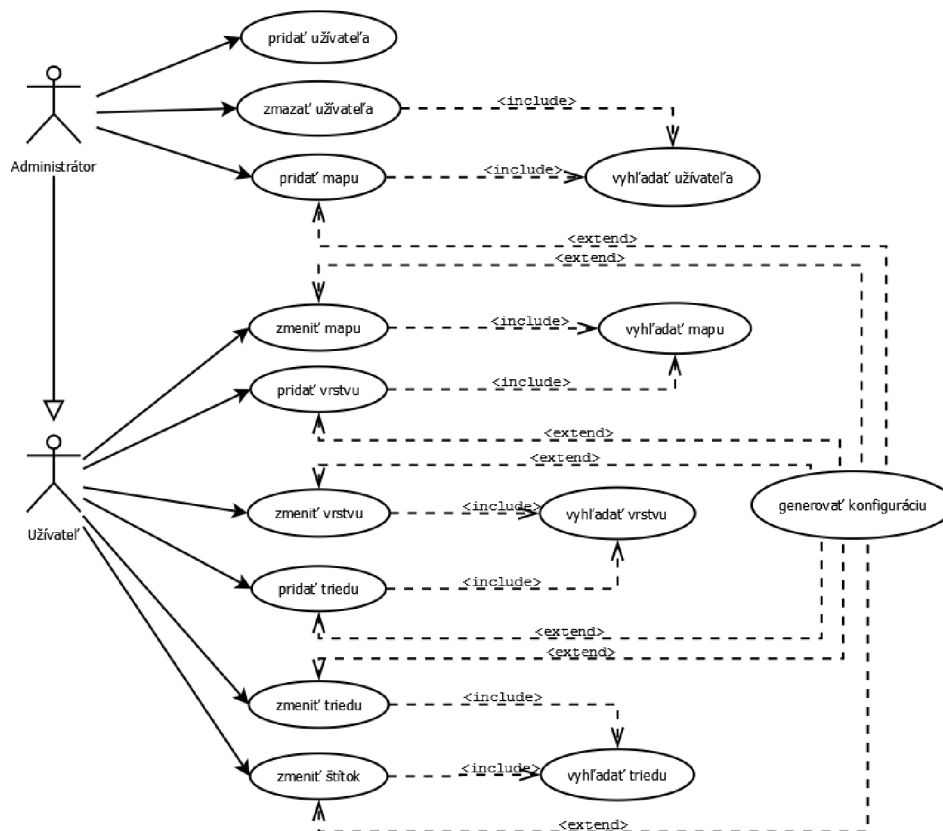 pridať užívateľa
zmazať užívateľa
<include>
Administrátor
pridať mapu
<include>
vyhľadať užívateľa
<extend>
<extend>
zmeniť mapu
<include>
vyhľadať mapu
pridať vrstvu
<include>
<extend>
<extend>
zmeniť vrstvu
<include>
vyhľadať vrstvu
generovať konfiguráciu
Užívateľ
pridať triedu
<include>
<extend>
<extend>
zmeniť triedu
<include>
zmeniť štítok
<include>
vyhľadať triedu
<extend>